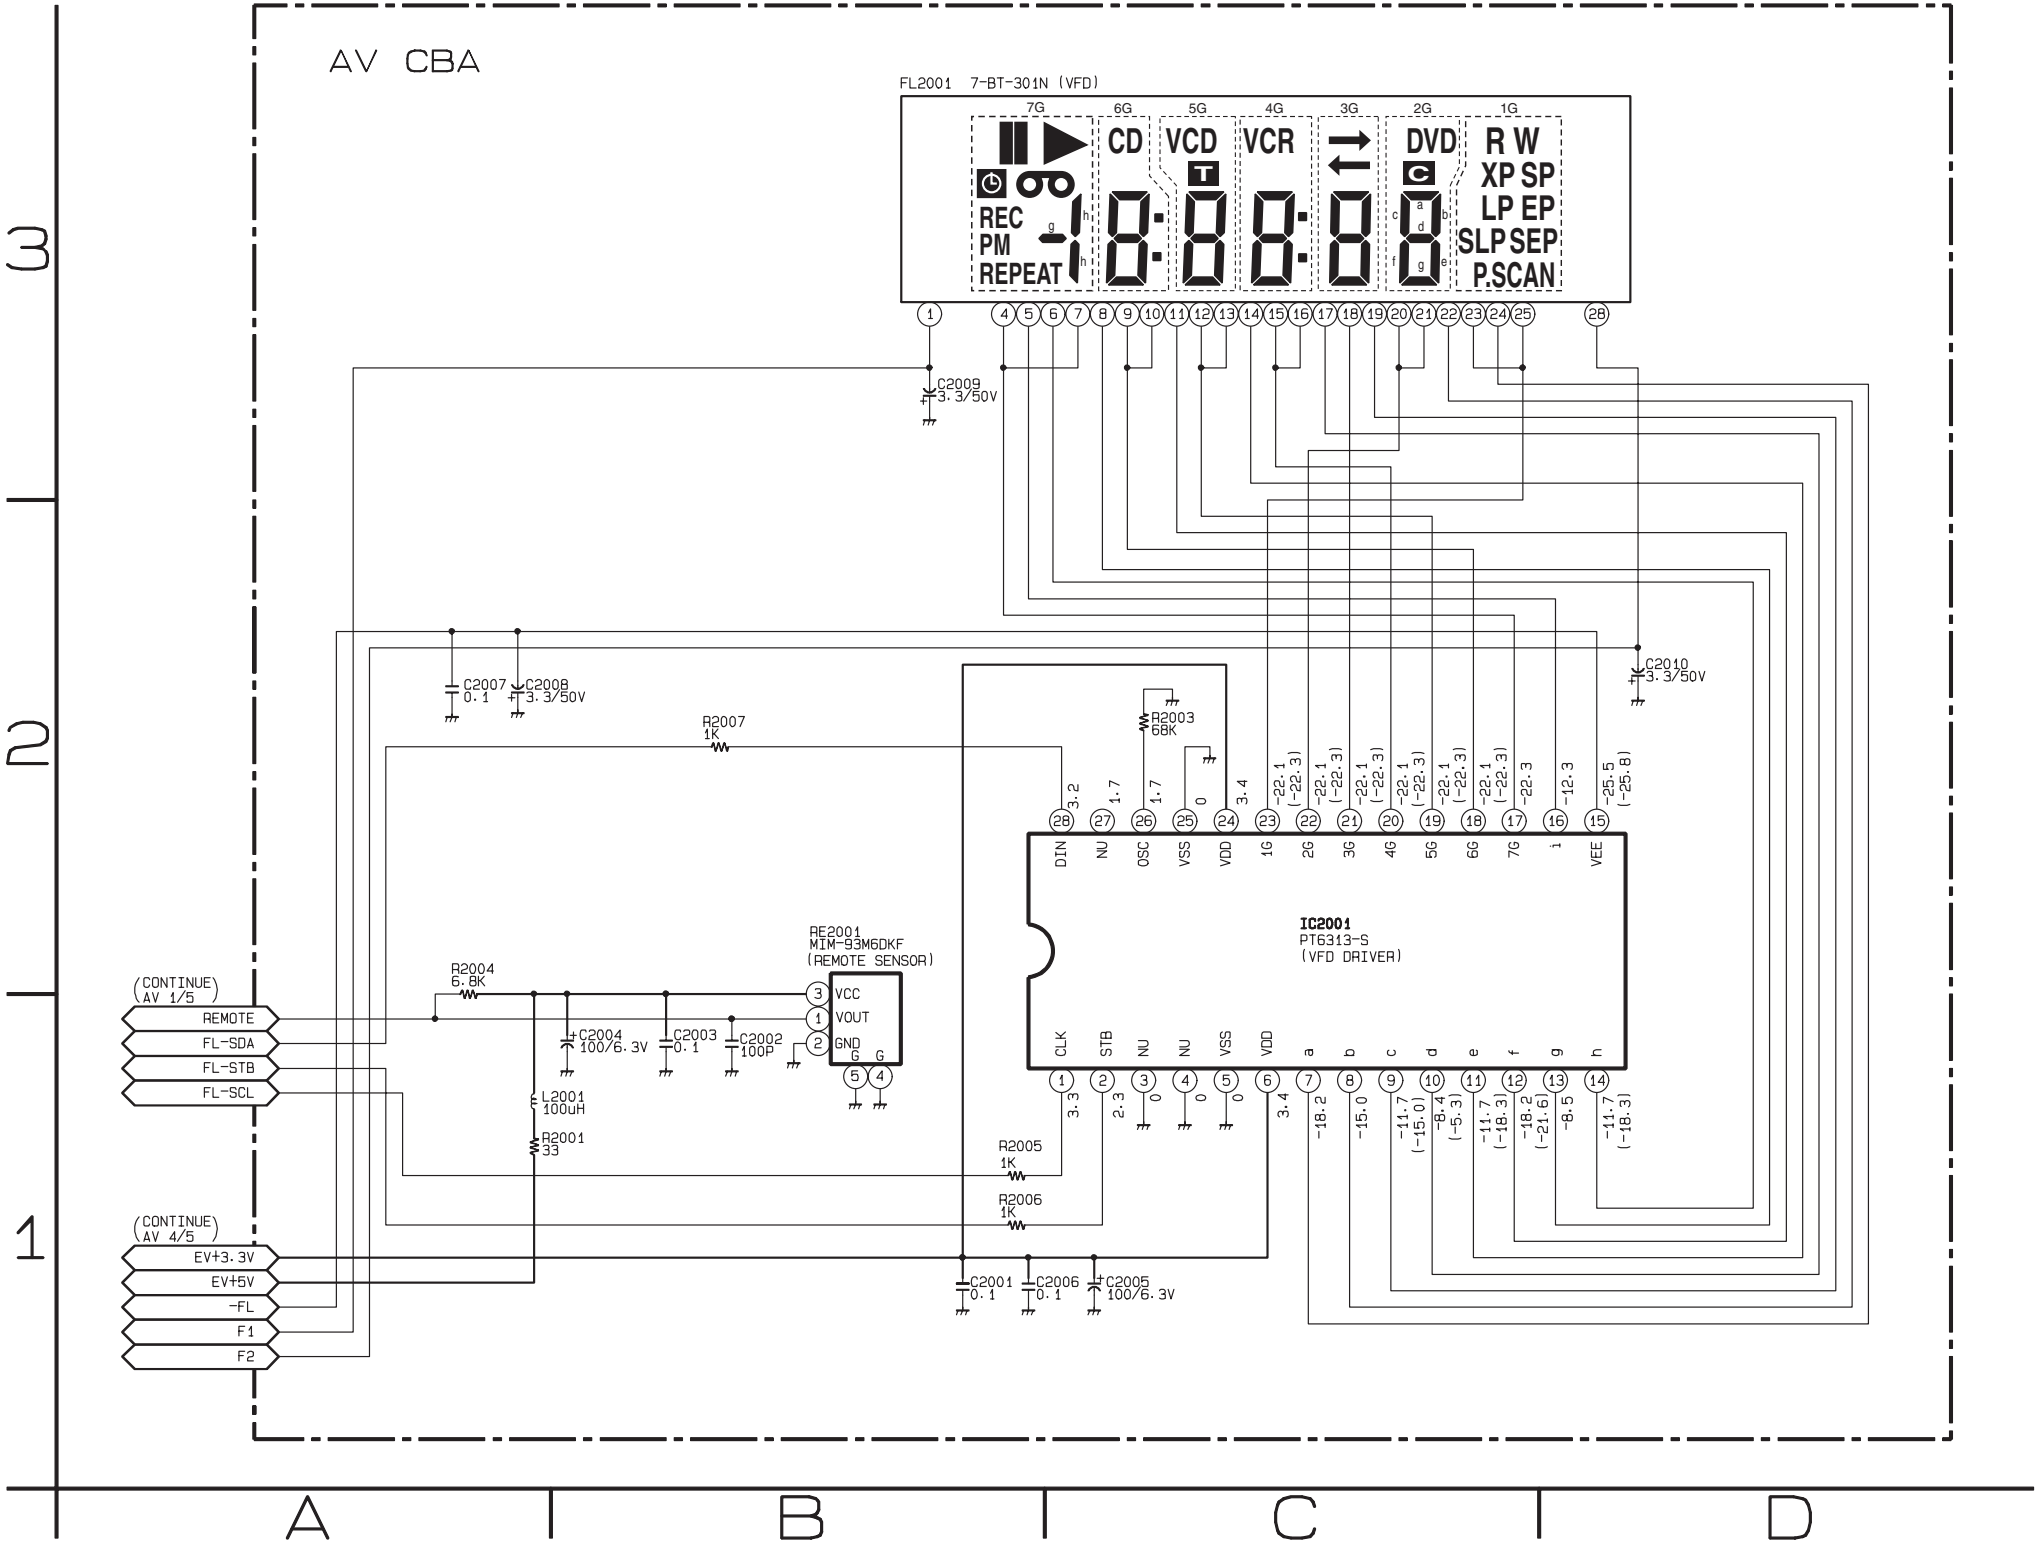 AV CBA
FL2001 7-BT-301N (VFD)
7G 6G 5G 4G 3G 2G 1G
CD VCD VCR DVD R W
T C XP SP
REC LP EP
PM SLP SEP
REPEAT P.SCAN
g h h
a b c d e f g
1 4 5 6 7 8 9 10 11 12 13 14 15 16 17 18 19 20 21 22 23 24 25 28
3
C2009
3.3/50V
2
C2007
0.1
C2008
3.3/50V
C2010
3.3/50V
R2007
1K
R2003
68K
3.2 1.7 1.7 0 3.4 -22.1 (-22.3) -22.1 (-22.3) -22.1 (-22.3) -22.1 (-22.3) -22.1 (-22.3) -22.1 (-22.3) -22.3 -12.3 -25.5 (-25.8)
28 27 26 25 24 23 22 21 20 19 18 17 16 15
DIN NU OSC VSS VDD 1G 2G 3G 4G 5G 6G 7G i VEE
IC2001
PT6313-S
(VFD DRIVER)
CLK STB NU NU VSS VDD a b c d e f g h
1 2 3 4 5 6 7 8 9 10 11 12 13 14
3.3 2.3 0 0 0 3.4 -18.2 -15.0 -11.7 (-15.0) -8.4 (-5.3) -11.7 (-18.3) -18.2 (-21.6) -8.5 -11.7 (-18.3)
RE2001
MIM-93M6DKF
(REMOTE SENSOR)
3 VCC
1 VOUT
2 GND
G G
5 4
R2004
6.8K
C2004
100/6.3V
C2003
0.1
C2002
100P
L2001
100uH
R2001
33
(CONTINUE)
(AV 1/5)
REMOTE
FL-SDA
FL-STB
FL-SCL
R2005
1K
R2006
1K
1
(CONTINUE)
(AV 4/5)
EV+3.3V
EV+5V
-FL
F1
F2
C2001
0.1
C2006
0.1
C2005
100/6.3V
A B C D